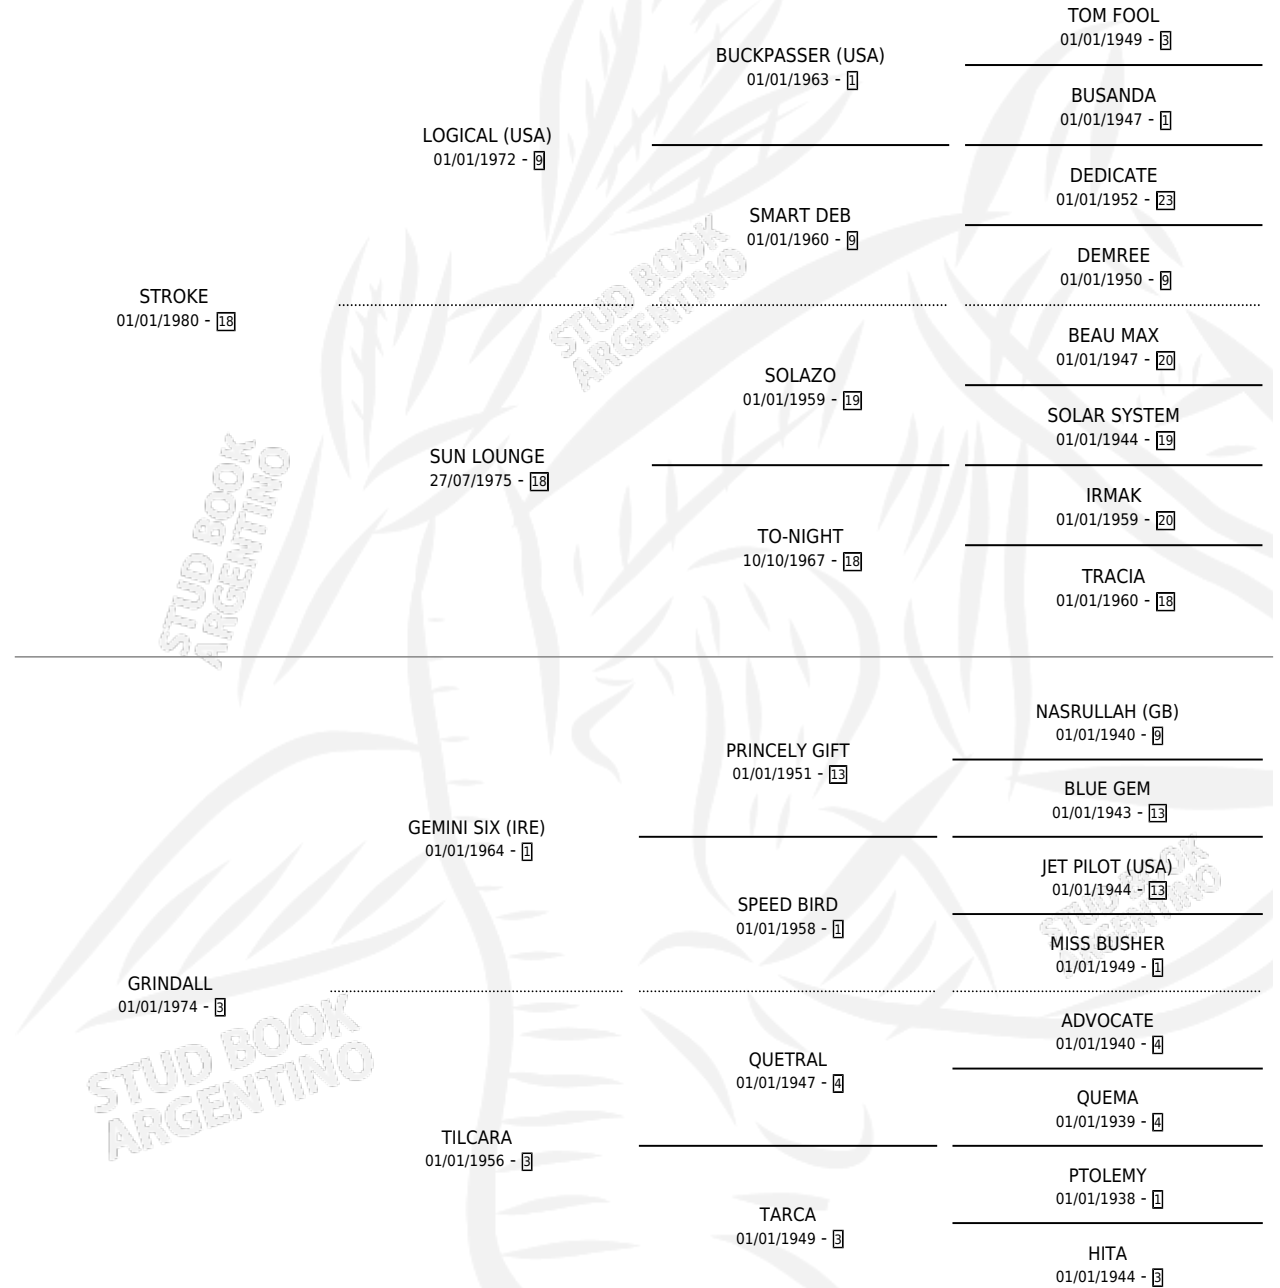 TOM FOOL
01/01/1949 - 3
BUCKPASSER (USA)
01/01/1963 - 1
BUSANDA
01/01/1947 - 1
LOGICAL (USA)
01/01/1972 - 9
DEDICATE
01/01/1952 - 23
SMART DEB
01/01/1960 - 9
DEMREE
01/01/1950 - 9
STROKE
01/01/1980 - 18
BEAU MAX
01/01/1947 - 20
SOLAZO
01/01/1959 - 19
SOLAR SYSTEM
01/01/1944 - 19
SUN LOUNGE
27/07/1975 - 18
IRMAK
01/01/1959 - 20
TO-NIGHT
10/10/1967 - 18
TRACIA
01/01/1960 - 18
STUD BOOK
ARGENTINO
STUD BOOK
ARGENTINO
NASRULLAH (GB)
01/01/1940 - 9
PRINCELY GIFT
01/01/1951 - 13
BLUE GEM
01/01/1943 - 13
GEMINI SIX (IRE)
01/01/1964 - 1
JET PILOT (USA)
01/01/1944 - 13
SPEED BIRD
01/01/1958 - 1
MISS BUSHER
01/01/1949 - 1
STUD BOOK
ARGENTINO
GRINDALL
01/01/1974 - 3
ADVOCATE
01/01/1940 - 4
QUETRAL
01/01/1947 - 4
QUEMA
01/01/1939 - 4
TILCARA
01/01/1956 - 3
PTOLEMY
01/01/1938 - 1
TARCA
01/01/1949 - 3
HITA
01/01/1944 - 3
STUD BOOK
ARGENTINO